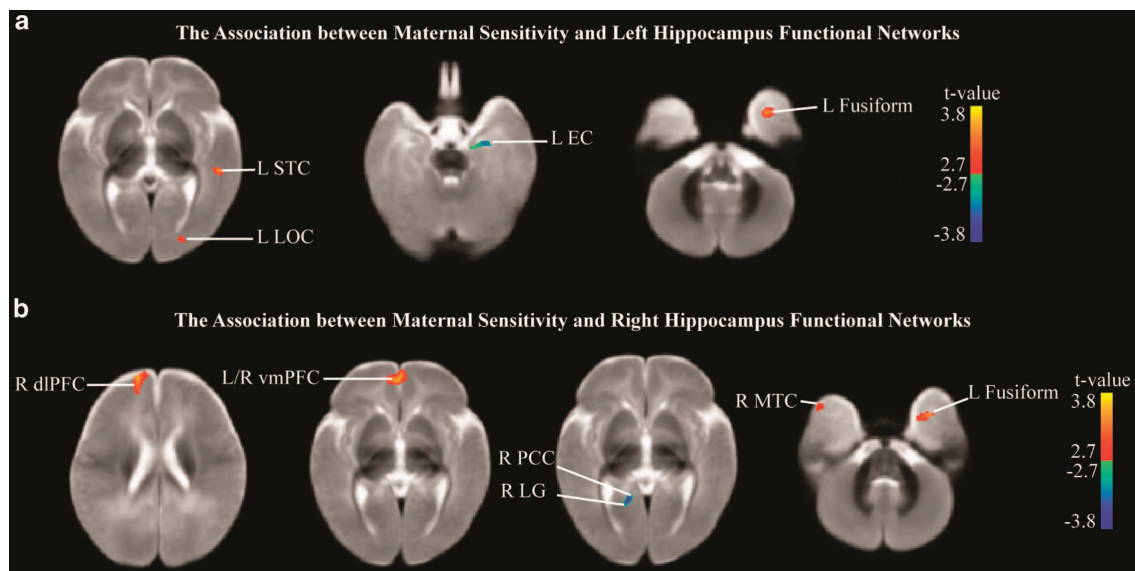 a
The Association between Maternal Sensitivity and Left Hippocampus Functional Networks
L STC
L LOC
L EC
L Fusiform
t-value
3.8
2.7
-2.7
-3.8
b
The Association between Maternal Sensitivity and Right Hippocampus Functional Networks
R dlPFC
L/R vmPFC
R PCC
R LG
R MTC
L Fusiform
t-value
3.8
2.7
-2.7
-3.8